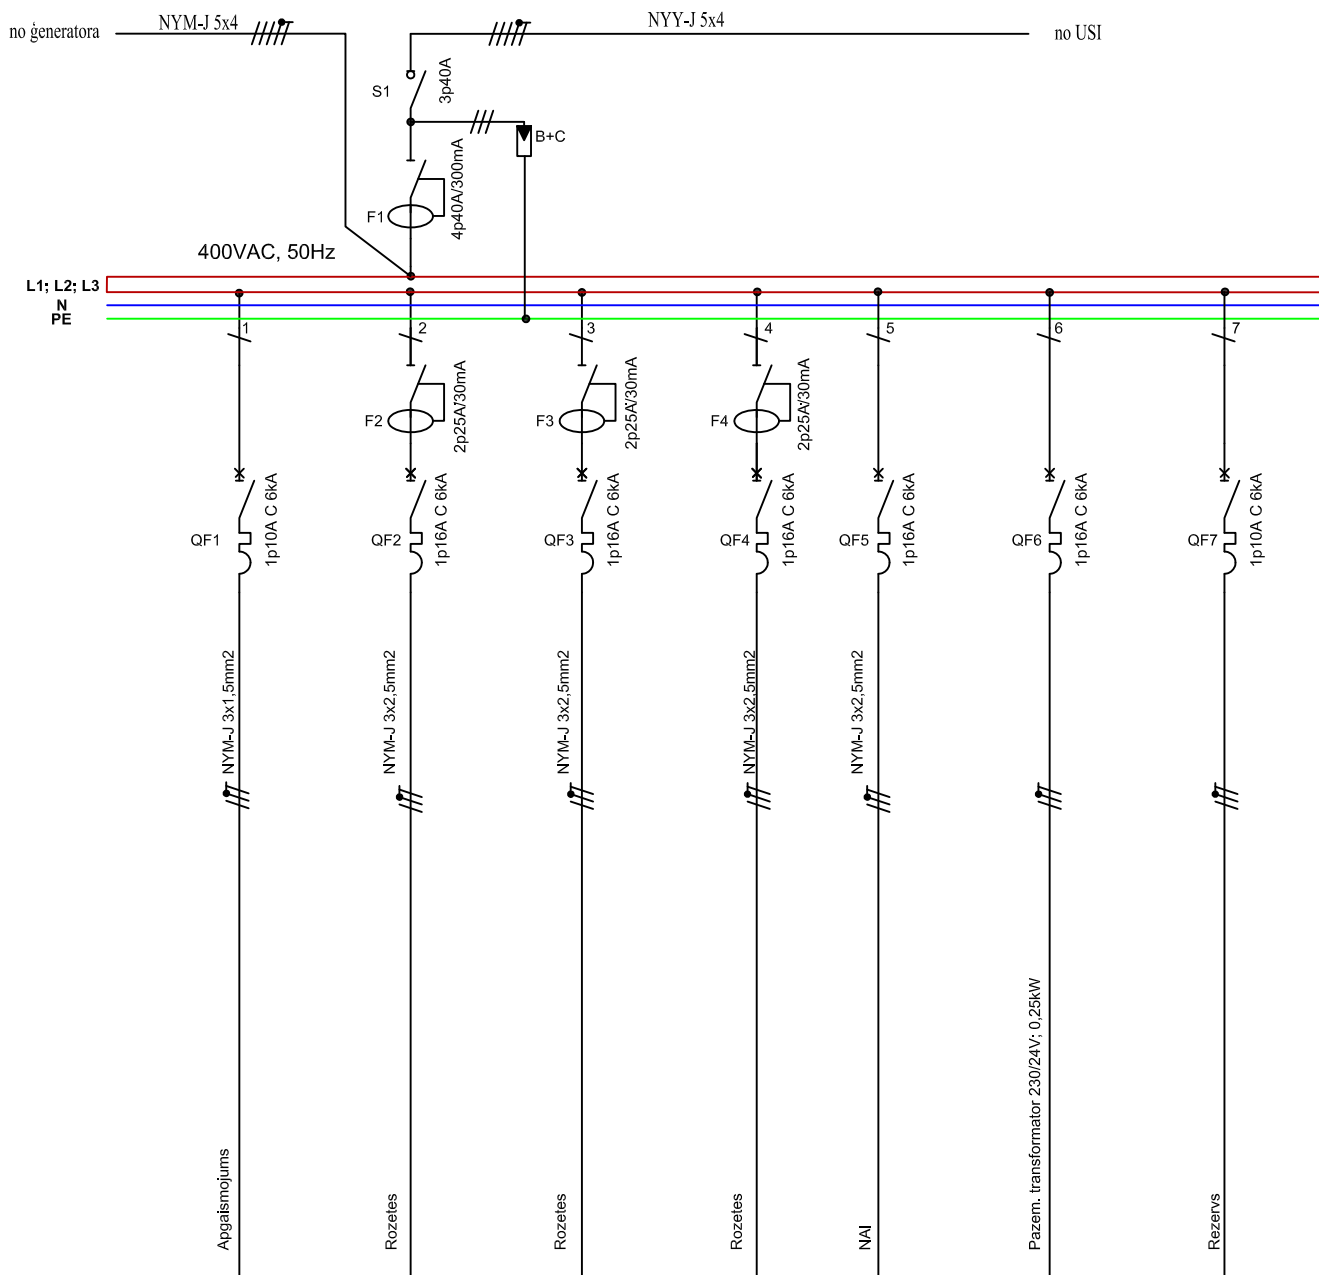 no ģeneratora
NYM-J 5x4
NYY-J 5x4
no USI
S1
3p40A
B+C
F1
4p40A/300mA
400VAC, 50Hz
L1; L2; L3
N
PE
1
2
3
4
5
6
7
F2
2p25A/30mA
F3
2p25A/30mA
F4
2p25A/30mA
QF1
1p10A C 6kA
QF2
1p16A C 6kA
QF3
1p16A C 6kA
QF4
1p16A C 6kA
QF5
1p16A C 6kA
QF6
1p16A C 6kA
QF7
1p10A C 6kA
NYM-J 3x1,5mm2
NYM-J 3x2,5mm2
NYM-J 3x2,5mm2
NYM-J 3x2,5mm2
NYM-J 3x2,5mm2
Apgaismojums
Rozetes
Rozetes
Rozetes
NAI
Pazem. transformator 230/24V; 0,25kW
Rezervs